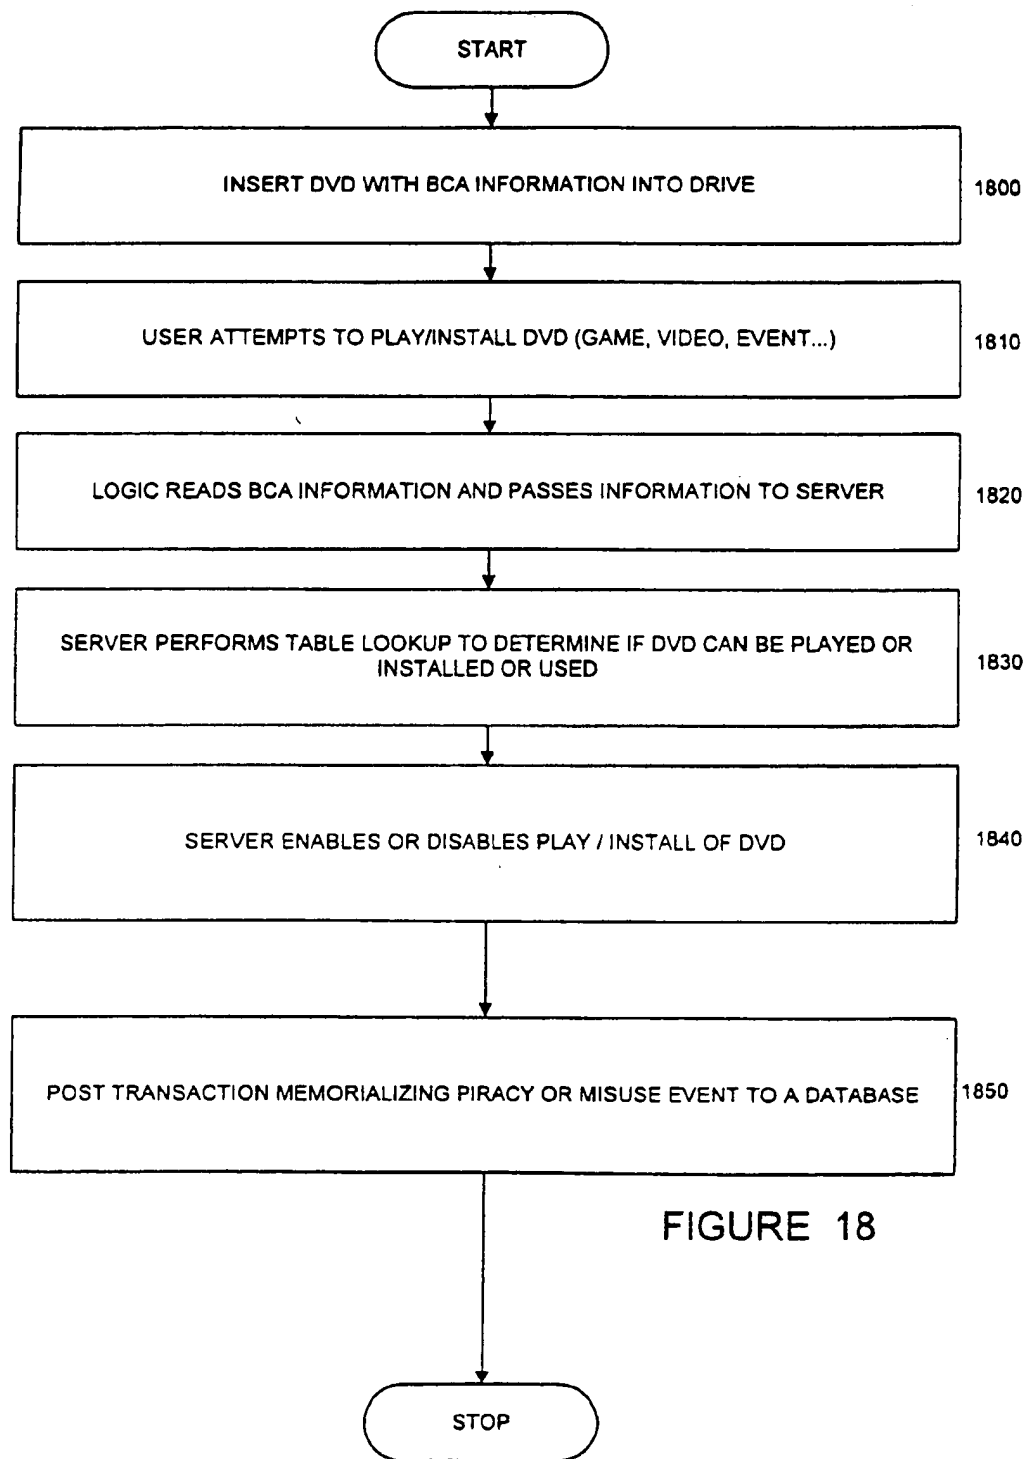 START
INSERT DVD WITH BCA INFORMATION INTO DRIVE
1800
USER ATTEMPTS TO PLAY/INSTALL DVD (GAME, VIDEO, EVENT...)
1810
LOGIC READS BCA INFORMATION AND PASSES INFORMATION TO SERVER
1820
SERVER PERFORMS TABLE LOOKUP TO DETERMINE IF DVD CAN BE PLAYED OR
INSTALLED OR USED
1830
SERVER ENABLES OR DISABLES PLAY / INSTALL OF DVD
1840
POST TRANSACTION MEMORIALIZING PIRACY OR MISUSE EVENT TO A DATABASE
1850
FIGURE 18
STOP